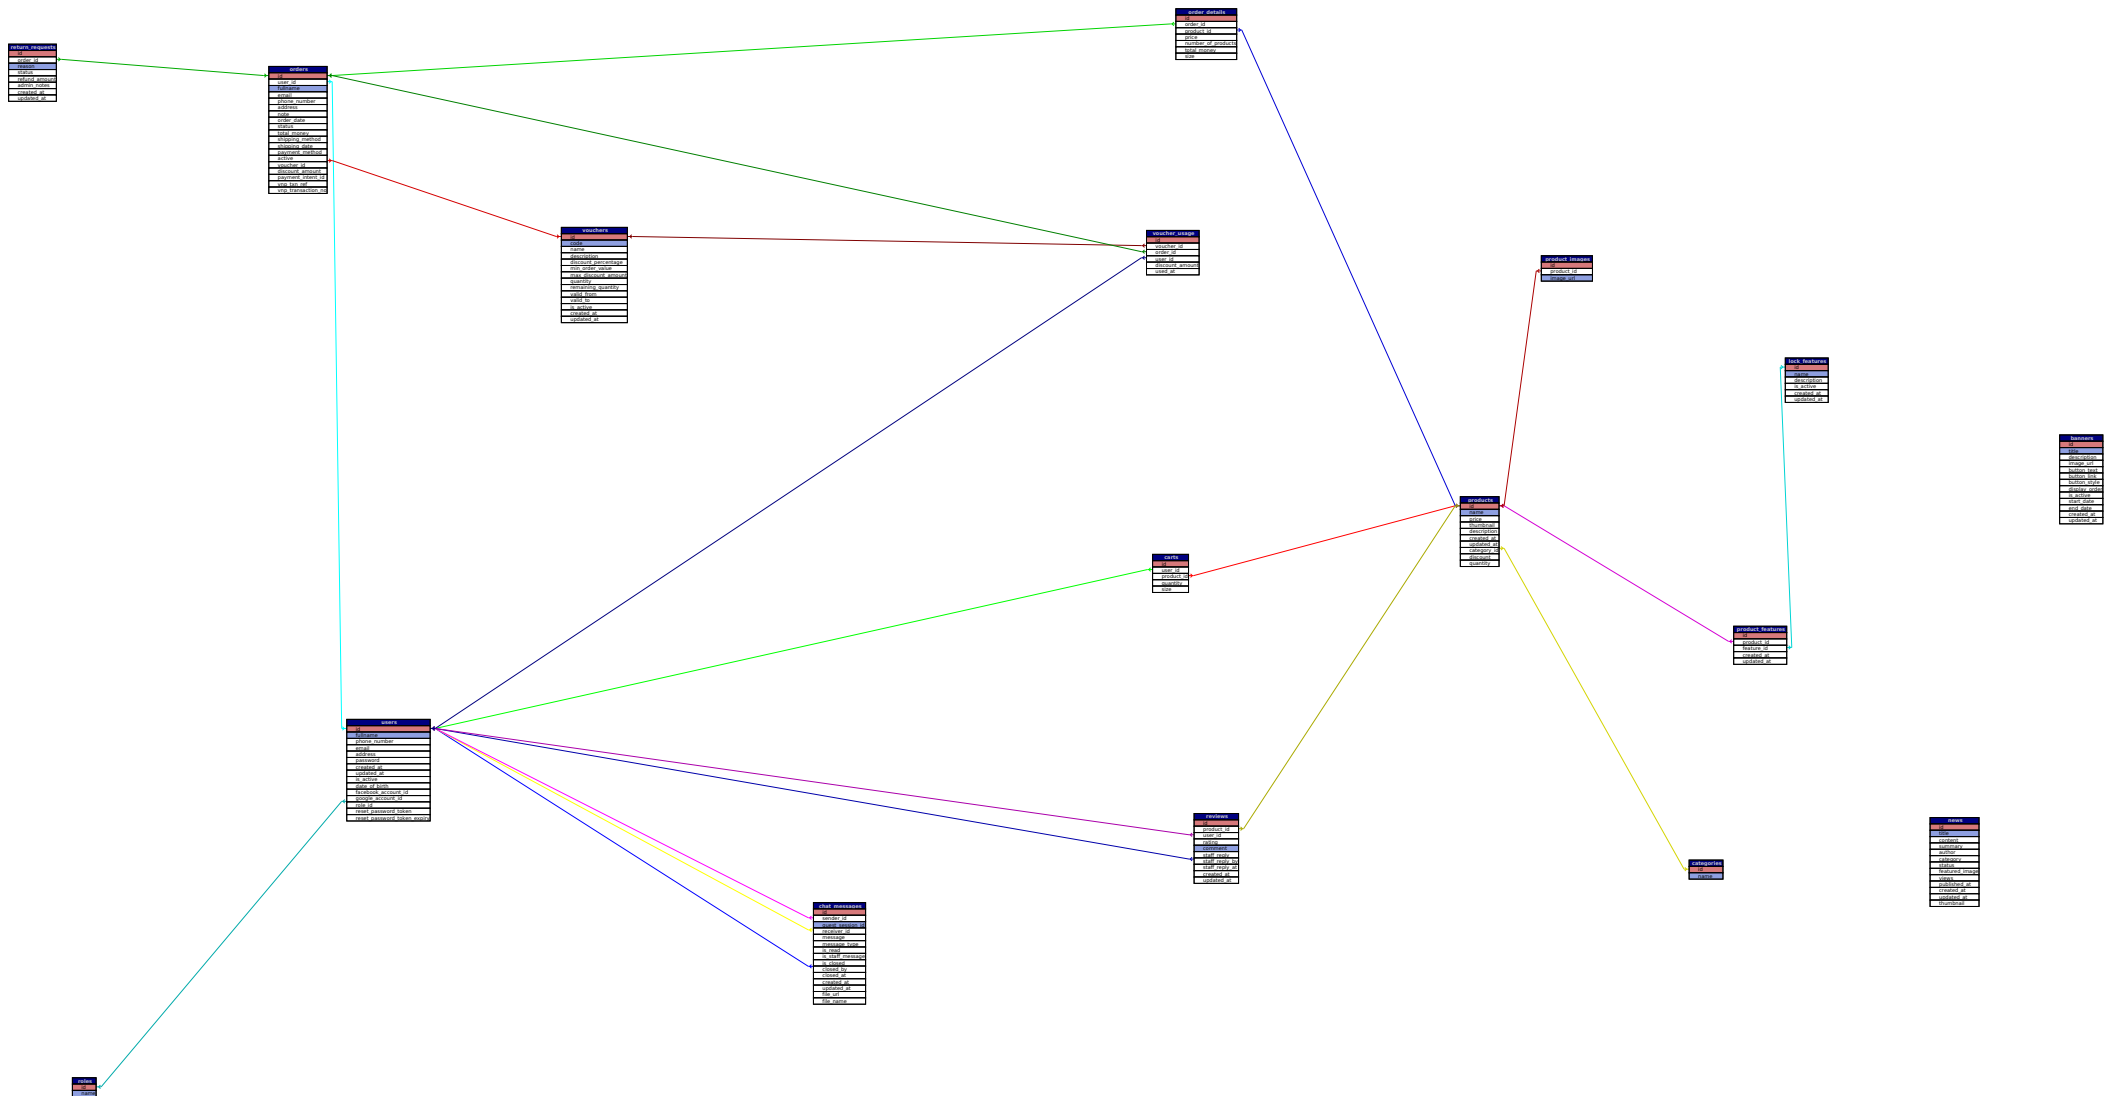 order_details
id
order_id
product_id
price
number_of_products
total_money
size
return_requests
id
order_id
reason
status
refund_amount
admin_notes
created_at
updated_at
orders
id
user_id
fullname
email
phone_number
address
note
order_date
status
total_money
shipping_method
shipping_date
payment_method
active
voucher_id
discount_amount
payment_intent_id
vnp_txn_ref
vnp_transaction_no
vouchers
id
code
name
description
discount_percentage
min_order_value
max_discount_amount
quantity
remaining_quantity
valid_from
valid_to
is_active
created_at
updated_at
voucher_usage
id
voucher_id
order_id
user_id
discount_amount
used_at
product_images
id
product_id
image_url
lock_features
id
name
description
is_active
created_at
updated_at
banners
id
title
description
image_url
button_text
button_link
button_style
display_order
is_active
start_date
end_date
created_at
updated_at
products
id
name
price
thumbnail
description
created_at
updated_at
category_id
discount
quantity
carts
id
user_id
product_id
quantity
size
product_features
id
product_id
feature_id
created_at
updated_at
users
id
fullname
phone_number
email
address
password
created_at
updated_at
is_active
date_of_birth
facebook_account_id
google_account_id
role_id
reset_password_token
reset_password_token_expiry
reviews
id
product_id
user_id
rating
comment
staff_reply
staff_reply_by
staff_reply_at
created_at
updated_at
news
id
title
content
summary
author
category
status
featured_image
views
published_at
created_at
updated_at
thumbnail
categories
id
name
chat_messages
id
sender_id
guest_session_id
receiver_id
message
message_type
is_read
is_staff_message
is_closed
closed_by
closed_at
created_at
updated_at
file_url
file_name
roles
id
name